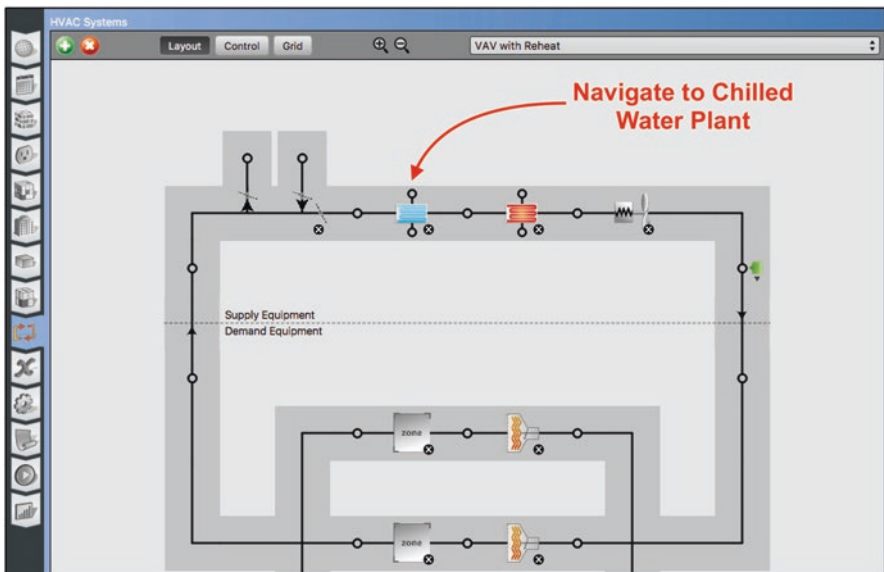 HVAC Systems
Layout Control Grid VAV with Reheat
Navigate to Chilled
Water Plant
Supply Equipment
Demand Equipment
zone
zone